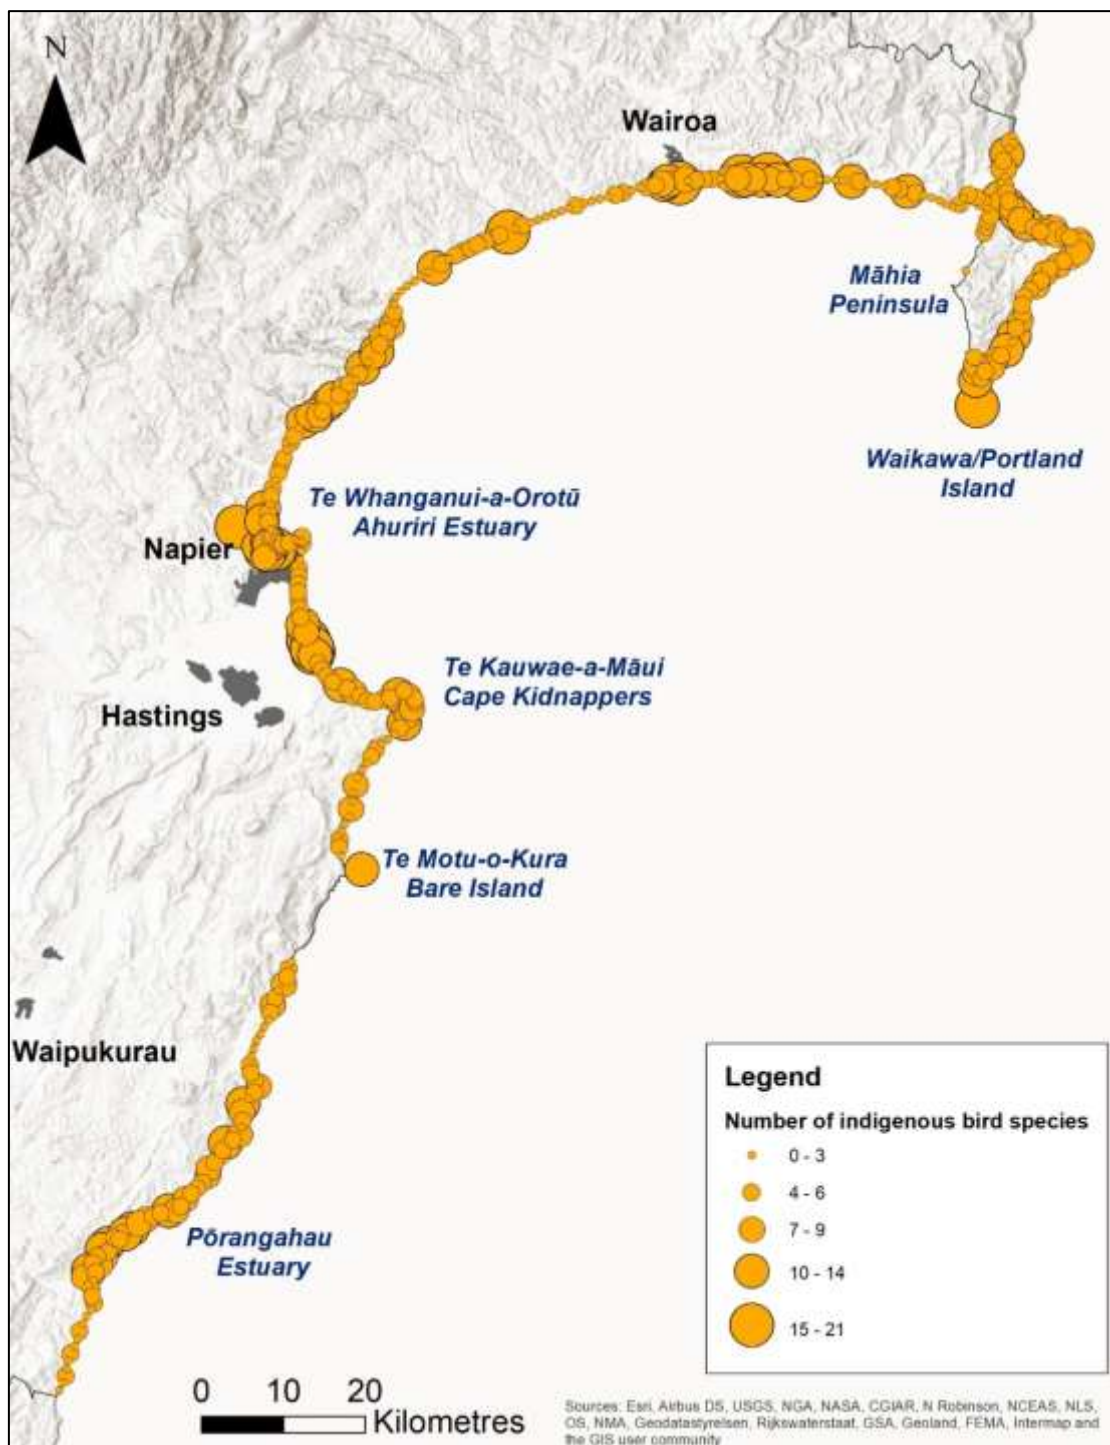 N
Wairoa
Māhia
Peninsula
Waikawa/Portland
Island
Te Whanganui-a-Orotū
Ahuriri Estuary
Napier
Te Kauwae-a-Māui
Cape Kidnappers
Hastings
Te Motu-o-Kura
Bare Island
Waipukurau
Pōrangahau
Estuary
Legend
Number of indigenous bird species
0 - 3
4 - 6
7 - 9
10 - 14
15 - 21
0 10 20
Kilometres
Sources: Esri, Airbus DS, USGS, NGA, NASA, CGIAR, N Robinson, NCEAS, NLS,
OS, NMA, Geodatastyrelsen, Rijkswaterstaat, GSA, Geoland, FEMA, Intermap and
the GIS user community